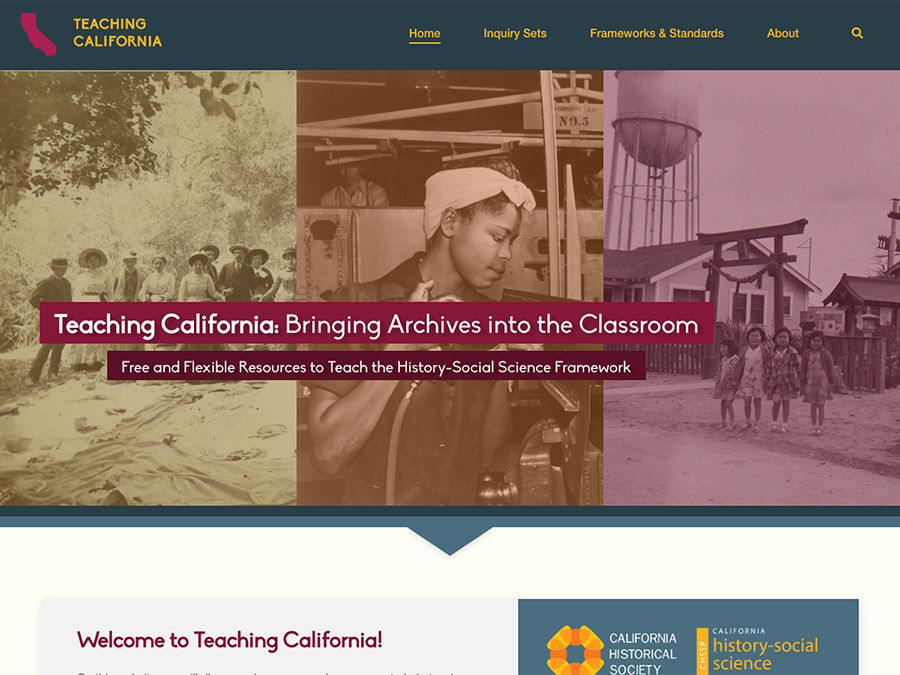 TEACHING
CALIFORNIA
Home
Inquiry Sets
Frameworks & Standards
About
No.5
Teaching California: Bringing Archives into the Classroom
Free and Flexible Resources to Teach the History-Social Science Framework
Welcome to Teaching California!
CALIFORNIA
HISTORICAL
SOCIETY
CHSSP
CALIFORNIA
history-social
science